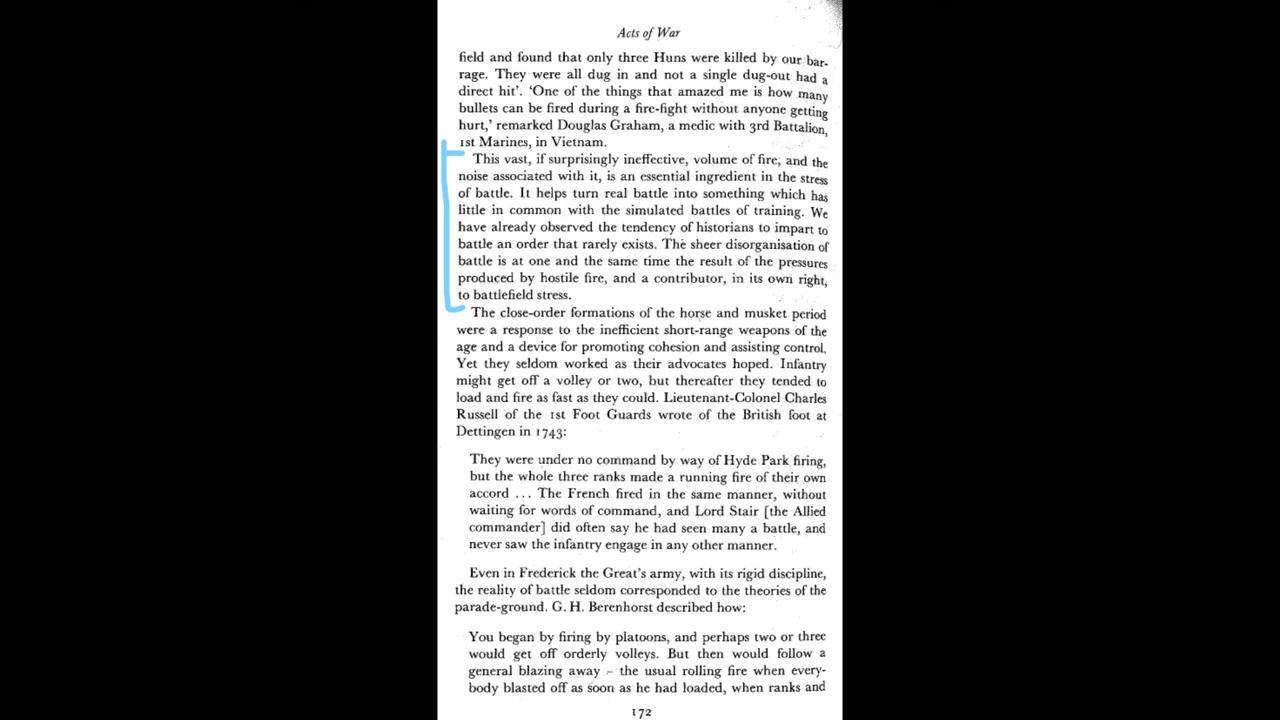 Acts of War
field and found that only three Huns were killed by our bar-
rage. They were all dug in and not a single dug-out had a
direct hit'. 'One of the things that amazed me is how many
bullets can be fired during a fire-fight without anyone getting
hurt,' remarked Douglas Graham, a medic with 3rd Battalion,
1st Marines, in Vietnam.
This vast, if surprisingly ineffective, volume of fire, and the
noise associated with it, is an essential ingredient in the stress
of battle. It helps turn real battle into something which has
little in common with the simulated battles of training. We
have already observed the tendency of historians to impart to
battle an order that rarely exists. The sheer disorganisation of
battle is at one and the same time the result of the pressures
produced by hostile fire, and a contributor, in its own right,
to battlefield stress.
The close-order formations of the horse and musket period
were a response to the inefficient short-range weapons of the
age and a device for promoting cohesion and assisting control.
Yet they seldom worked as their advocates hoped. Infantry
might get off a volley or two, but thereafter they tended to
load and fire as fast as they could. Lieutenant-Colonel Charles
Russell of the 1st Foot Guards wrote of the British foot at
Dettingen in 1743:
They were under no command by way of Hyde Park firing,
but the whole three ranks made a running fire of their own
accord ... The French fired in the same manner, without
waiting for words of command, and Lord Stair [the Allied
commander] did often say he had seen many a battle, and
never saw the infantry engage in any other manner.
Even in Frederick the Great's army, with its rigid discipline,
the reality of battle seldom corresponded to the theories of the
parade-ground. G. H. Berenhorst described how:
You began by firing by platoons, and perhaps two or three
would get off orderly volleys. But then would follow a
general blazing away – the usual rolling fire when every-
body blasted off as soon as he had loaded, when ranks and
172